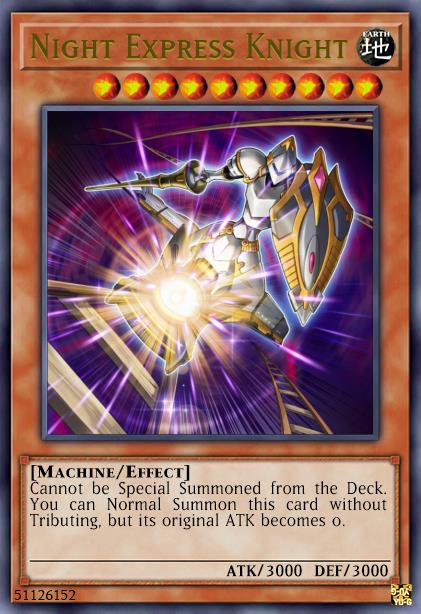 NIGHT EXPRESS KNIGHT
EARTH
地
[MACHINE/EFFECT]
Cannot be Special Summoned from the Deck.
You can Normal Summon this card without
Tributing, but its original ATK becomes 0.
ATK/3000 DEF/3000
51126152